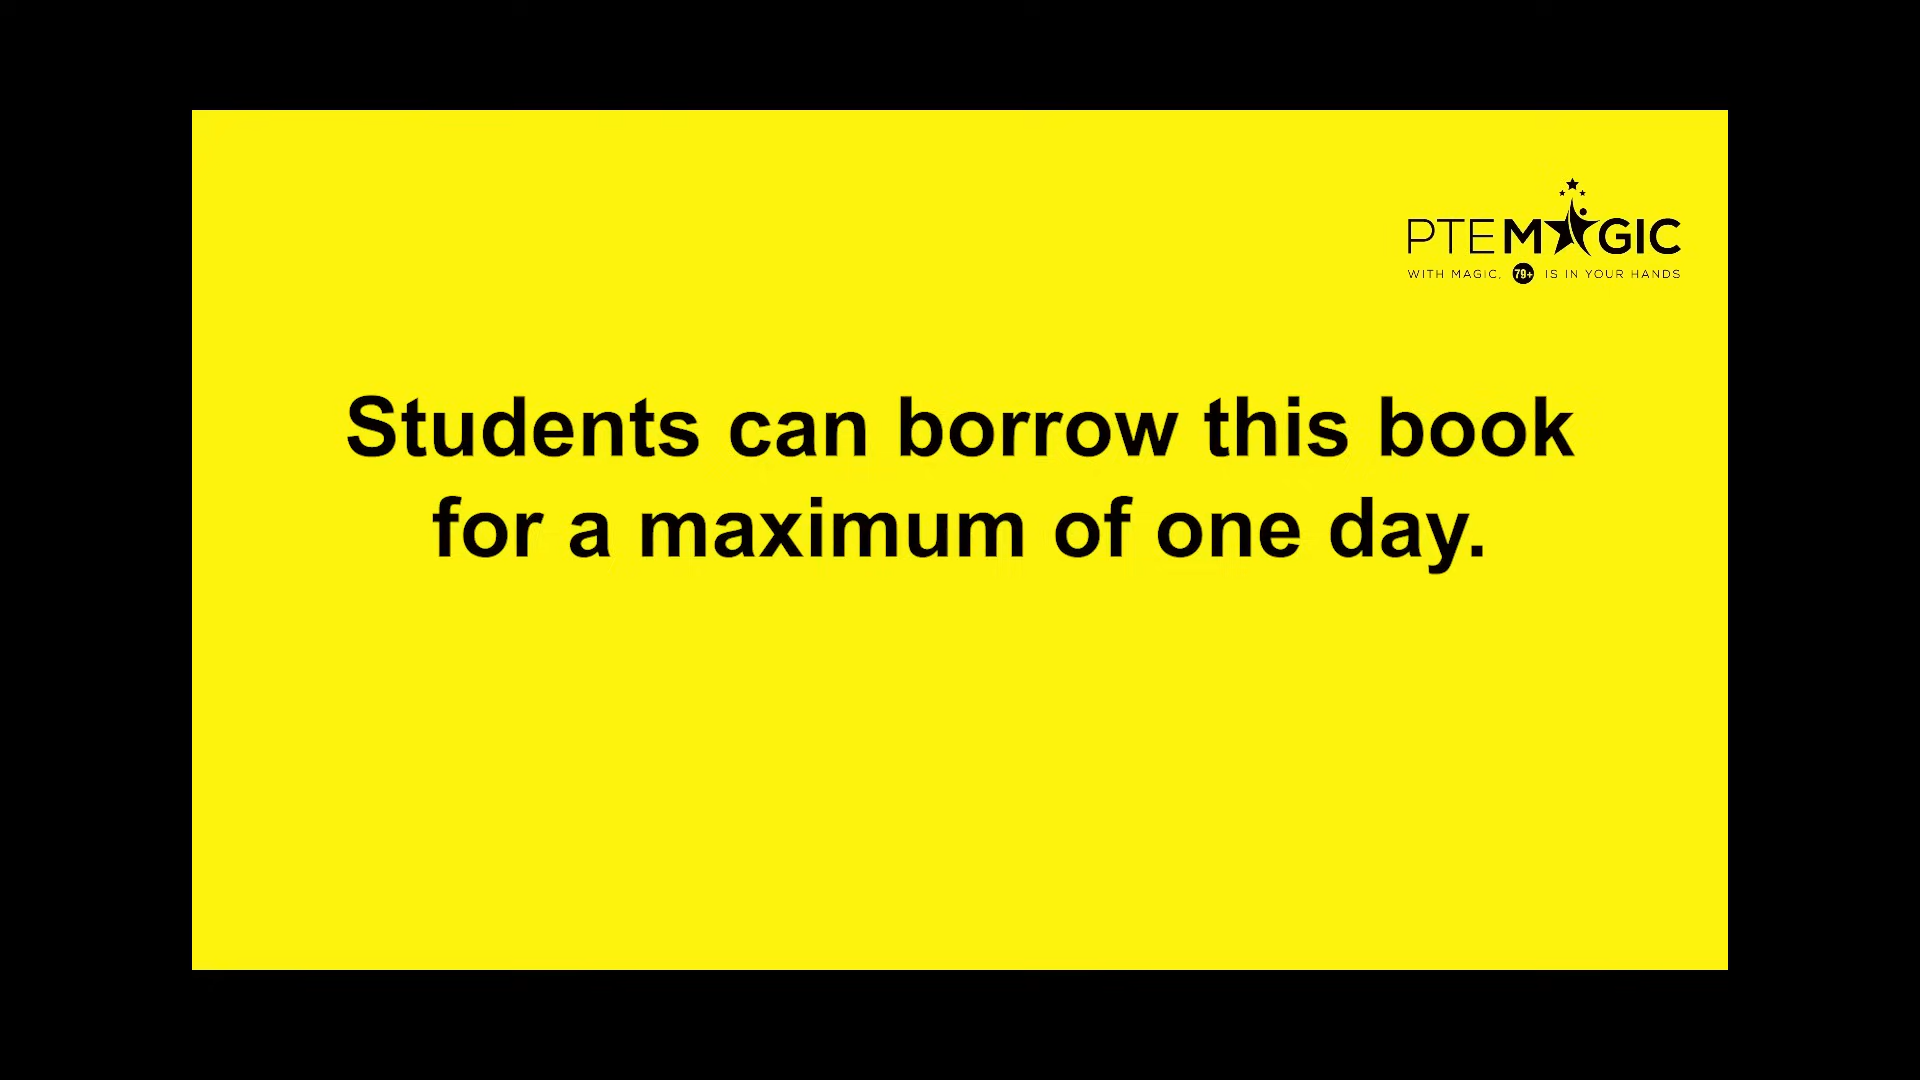 PTEMAGIC
WITH MAGIC, 79+ IS IN YOUR HANDS
Students can borrow this book
for a maximum of one day.